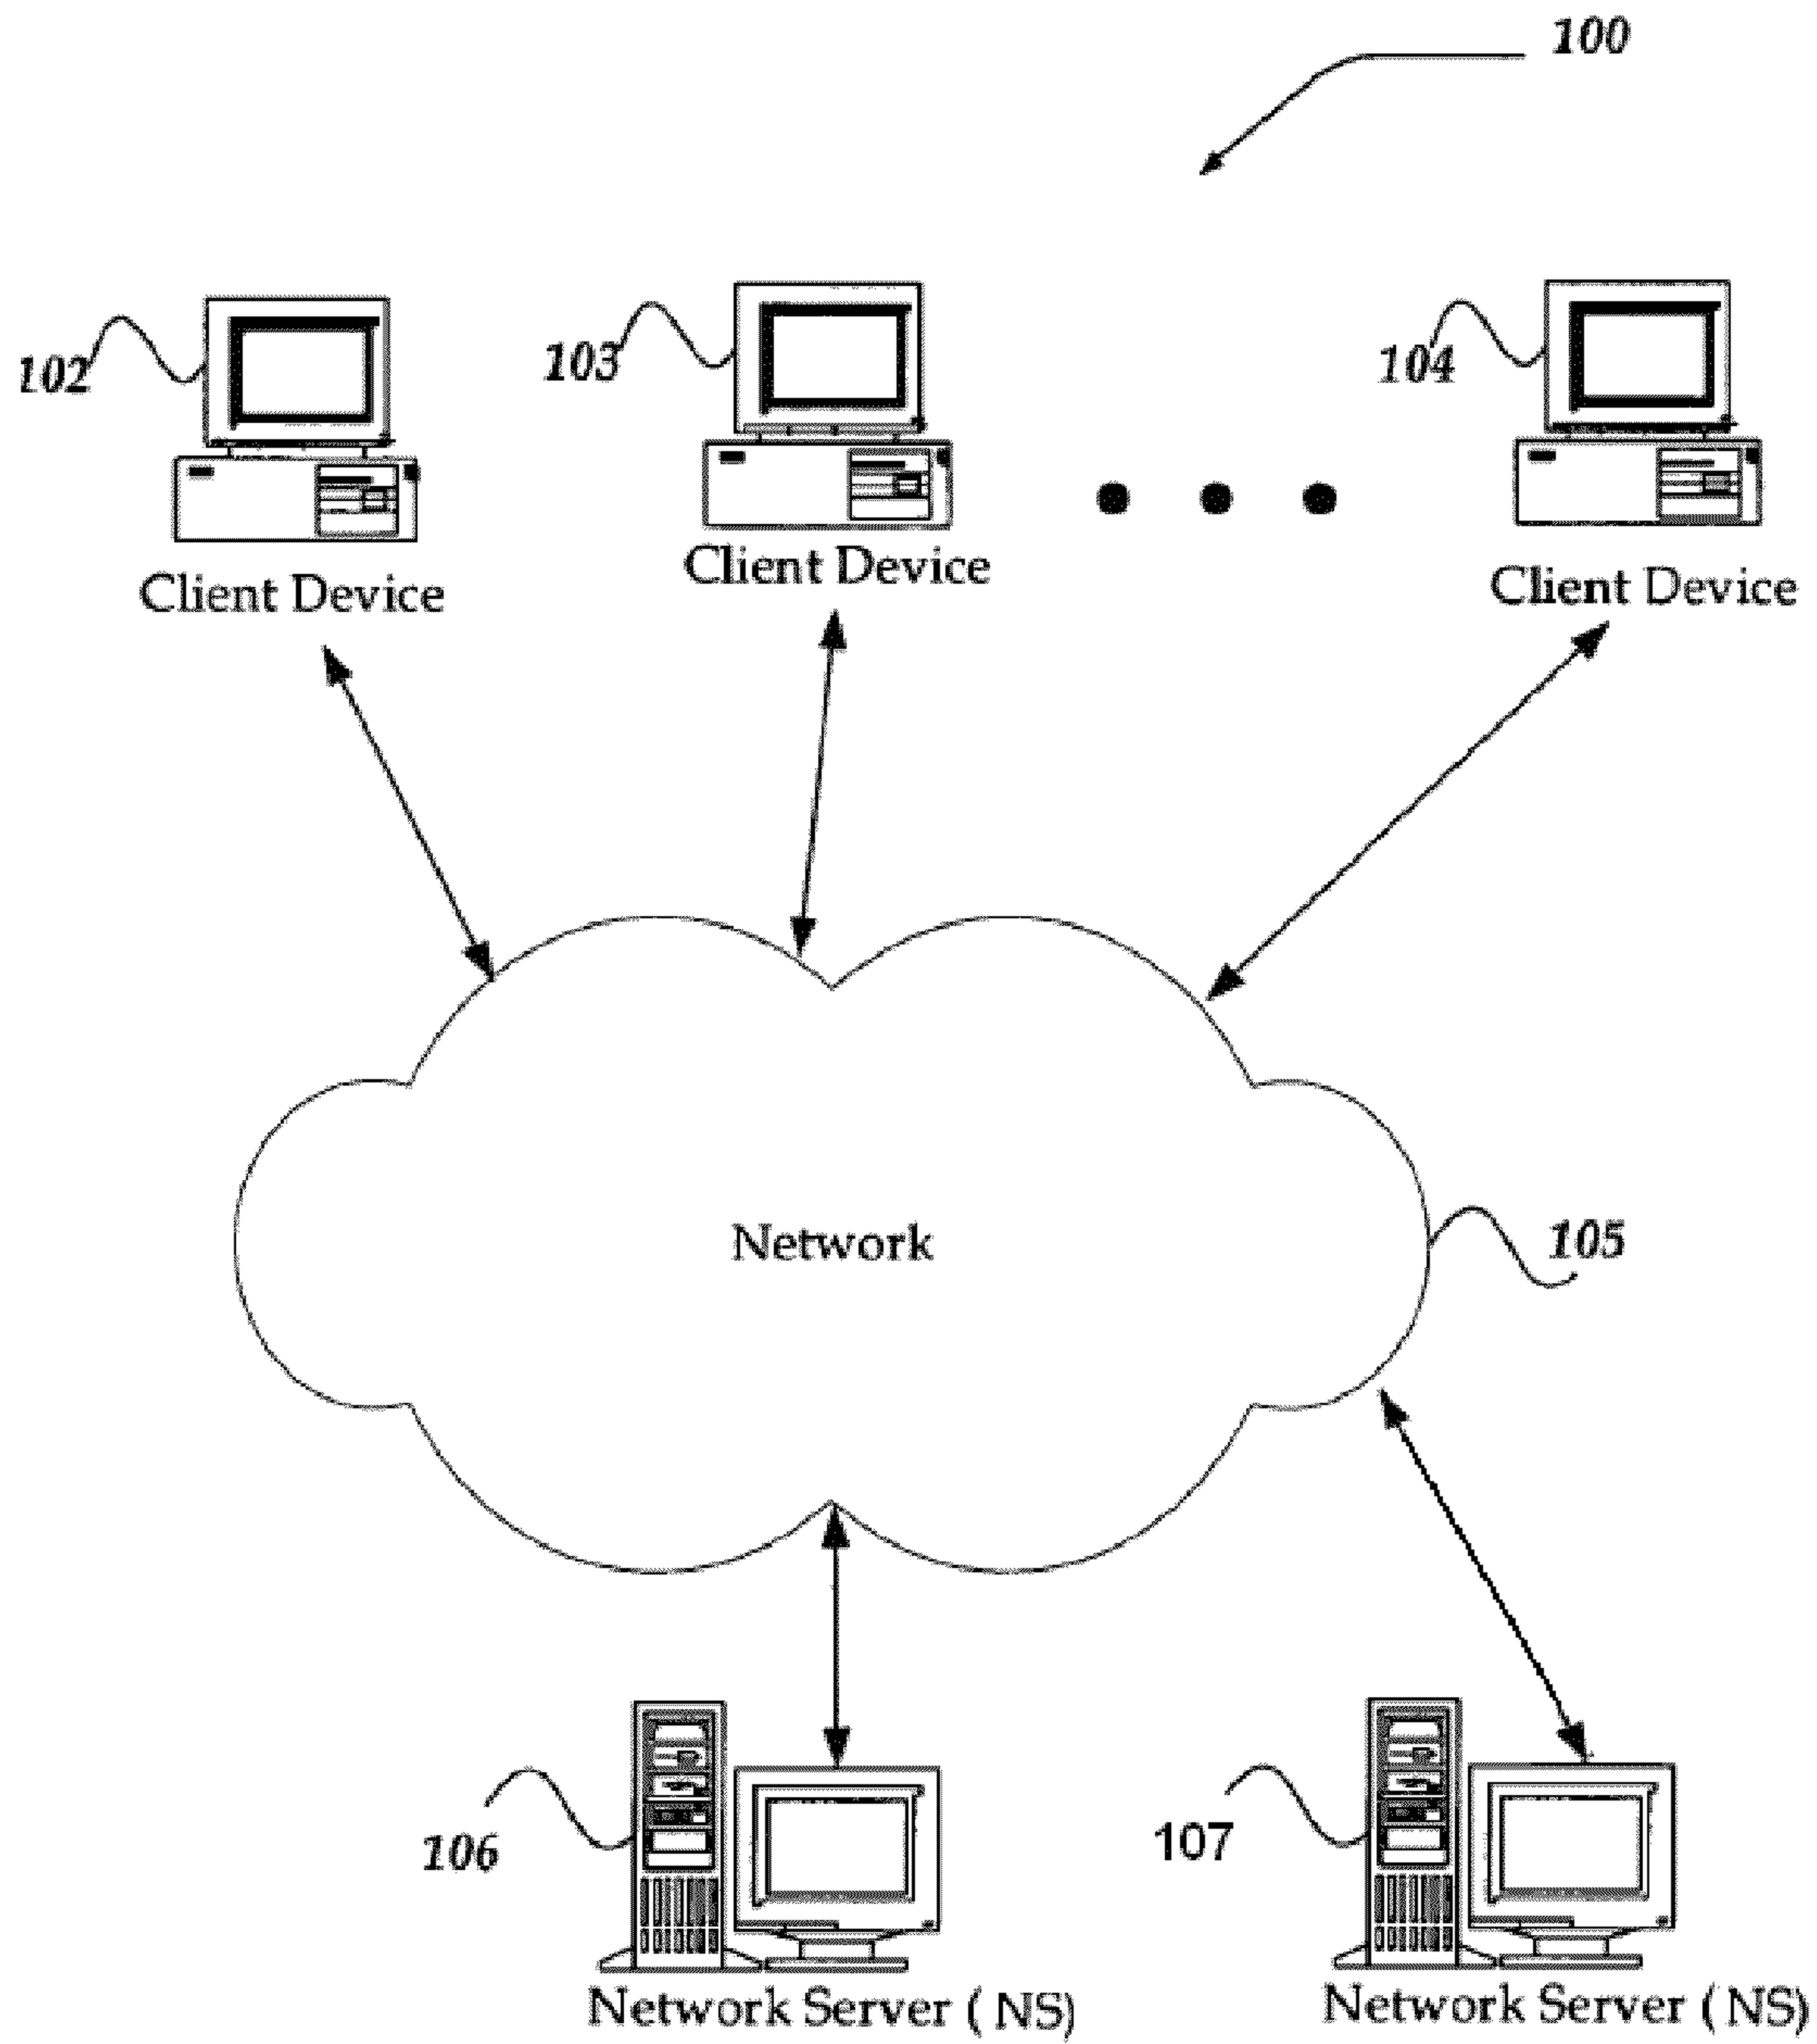 100
102
103
104
Client Device
Client Device
Client Device
Network
105
106
107
Network Server ( NS)
Network Server ( NS)